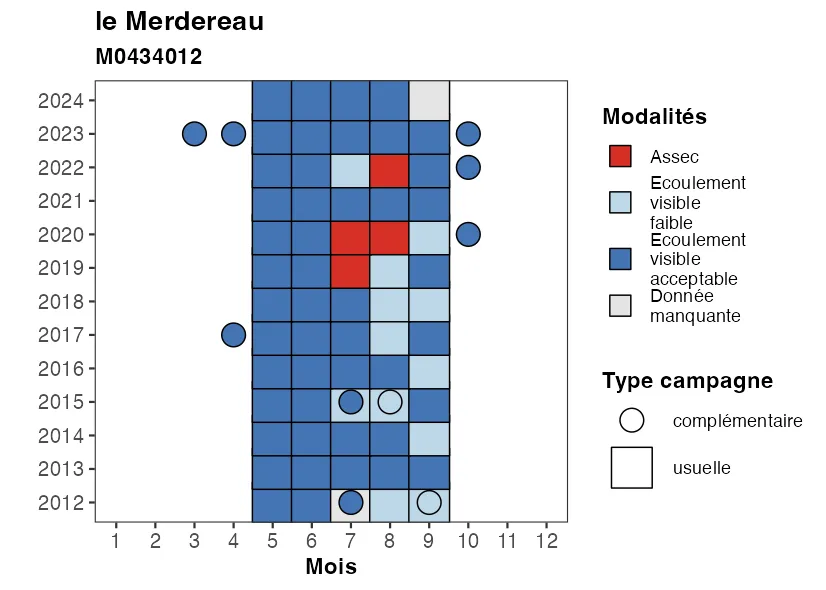 le Merdereau
M0434012
2024
2023
2022
2021
2020
2019
2018
2017
2016
2015
2014
2013
2012
1 2 3 4 5 6 7 8 9 10 11 12
Mois
Modalités
Assec
Ecoulement
visible
faible
Ecoulement
visible
acceptable
Donnée
manquante
Type campagne
complémentaire
usuelle